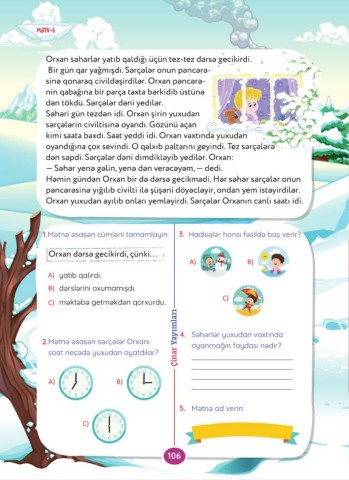 MƏN-6
Orxan səhərlər yatıb qaldığı üçün tez-tez dərsə gecikirdi.
Bir gün qar yağmışdı. Sərçələr onun pəncərə-
sinə qonaraq civildəşirdilər. Orxan pəncərə-
nin qabağına bir parça taxta bərkidib üstünə
dən tökdü. Sərçələr dəni yedilər.
Səhəri gün tezdən idi. Orxan şirin yuxudan
sərçələrin civiltisinə oyandı. Gözünü açan
kimi saata baxdı. Saat yeddi idi. Orxan vaxtında yuxudan
oyandığına çox sevindi. O qalxıb paltarını geyindi. Tez sərçələrə
dən səpdi. Sərçələr dəni dimdikləyib yedilər. Orxan:
– Səhər yenə gəlin, yenə dən verəcəyəm, – dedi.
Həmin gündən Orxan bir də dərsə gecikmədi. Hər səhər sərçələr onun
pəncərəsinə yığılıb civilti ilə şüşəni döyəcləyir, ondan yem istəyirdilər.
Orxan yuxudan ayılıb onları yemləyirdi. Sərçələr Orxanın canlı saatı idi.
1.Mətnə əsasən cümləni tamamlayın:
Orxan dərsə gecikirdi, çünki...
A) yatıb qalırdı.
B) dərslərini oxumamışdı.
C) məktəbə getməkdən qorxurdu.
2.Mətnə əsasən sərçələr Orxanı
saat neçədə yuxudan oyatdılar?
A)
B)
C)
3. Hadisələr hansı fəsildə baş verir?
A)
B)
C)
4. Səhərlər yuxudan vaxtında
oyanmağın faydası nədir?
5. Mətnə ad verin:
Çinar Yayımları
106